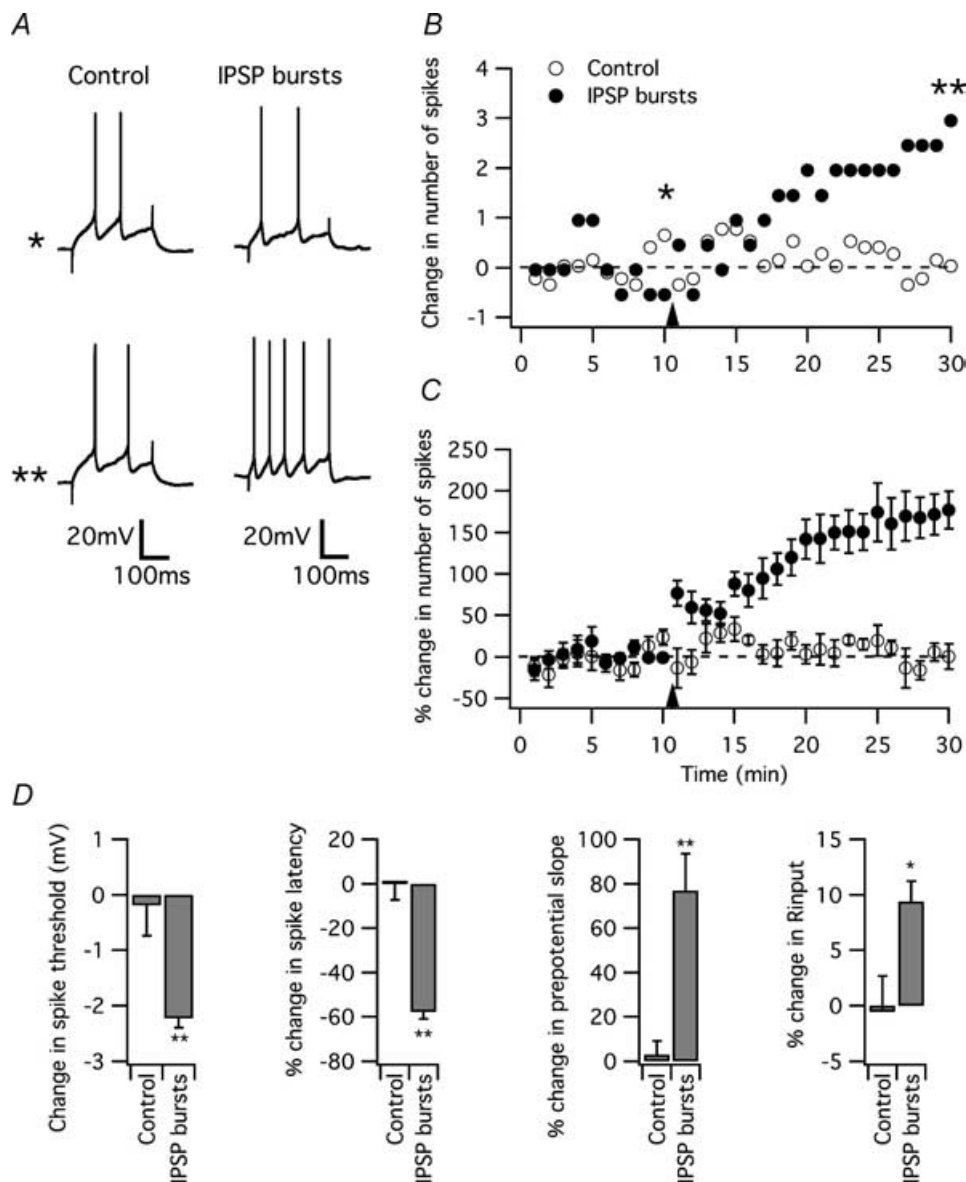 A
Control
IPSP bursts
*
**
20mV
100ms
20mV
100ms
B
Change in number of spikes
4
3
2
1
0
-1
Control
IPSP bursts
*
**
0
5
10
15
20
25
30
C
% change in number of spikes
250
200
150
100
50
0
-50
0
5
10
15
20
25
30
Time (min)
D
Change in spike threshold (mV)
1
0
-1
-2
-3
**
Control
IPSP bursts
% change in spike latency
20
0
-20
-40
-60
-80
**
Control
IPSP bursts
% change in prepotential slope
100
80
60
40
20
0
**
Control
IPSP bursts
% change in Rinput
15
10
5
0
-5
*
Control
IPSP bursts